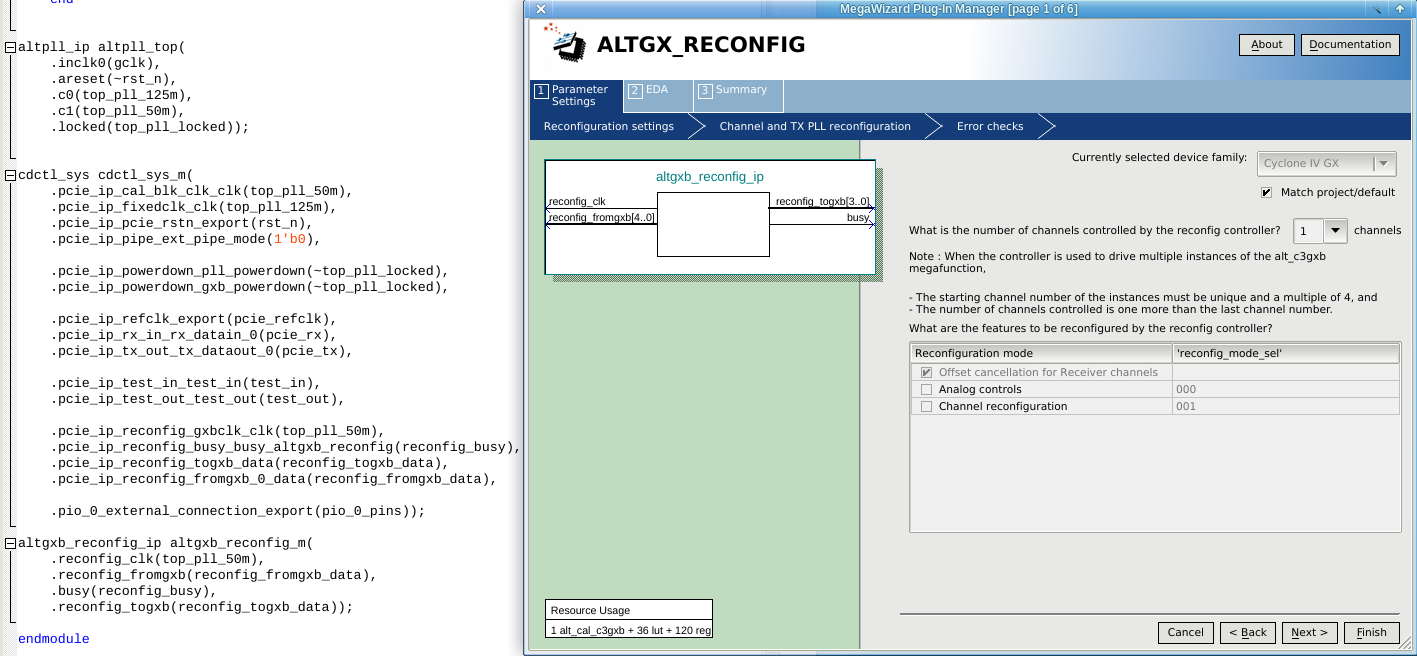 end
altpll_ip altpll_top(
.inclk0(gclk),
.areset(~rst_n),
.c0(top_pll_125m),
.c1(top_pll_50m),
.locked(top_pll_locked));
cdctl_sys cdctl_sys_m(
.pcie_ip_cal_blk_clk_clk(top_pll_50m),
.pcie_ip_fixedclk_clk(top_pll_125m),
.pcie_ip_pcie_rstn_export(rst_n),
.pcie_ip_pipe_ext_pipe_mode(1'b0),
.pcie_ip_powerdown_pll_powerdown(~top_pll_locked),
.pcie_ip_powerdown_gxb_powerdown(~top_pll_locked),
.pcie_ip_refclk_export(pcie_refclk),
.pcie_ip_rx_in_rx_datain_0(pcie_rx),
.pcie_ip_tx_out_tx_dataout_0(pcie_tx),
.pcie_ip_test_in_test_in(test_in),
.pcie_ip_test_out_test_out(test_out),
.pcie_ip_reconfig_gxbclk_clk(top_pll_50m),
.pcie_ip_reconfig_busy_busy_altgxb_reconfig(reconfig_busy),
.pcie_ip_reconfig_togxb_data(reconfig_togxb_data),
.pcie_ip_reconfig_fromgxb_0_data(reconfig_fromgxb_data),
.pio_0_external_connection_export(pio_0_pins));
altgxb_reconfig_ip altgxb_reconfig_m(
.reconfig_clk(top_pll_50m),
.reconfig_fromgxb(reconfig_fromgxb_data),
.busy(reconfig_busy),
.reconfig_togxb(reconfig_togxb_data));
endmodule
MegaWizard Plug-In Manager [page 1 of 6]
ALTGX_RECONFIG
About
Documentation
1 Parameter Settings
2 EDA
3 Summary
Reconfiguration settings
Channel and TX PLL reconfiguration
Error checks
altgxb_reconfig_ip
reconfig_clk
reconfig_togxb[3..0]
reconfig_fromgxb[4..0]
busy
Resource Usage
1 alt_cal_c3gxb + 36 lut + 120 reg
Currently selected device family:
Cyclone IV GX
Match project/default
What is the number of channels controlled by the reconfig controller?
1
channels
Note : When the controller is used to drive multiple instances of the alt_c3gxb
megafunction,
- The starting channel number of the instances must be unique and a multiple of 4, and
- The number of channels controlled is one more than the last channel number.
What are the features to be reconfigured by the reconfig controller?
Reconfiguration mode
'reconfig_mode_sel'
Offset cancellation for Receiver channels
Analog controls
000
Channel reconfiguration
001
Cancel
< Back
Next >
Finish